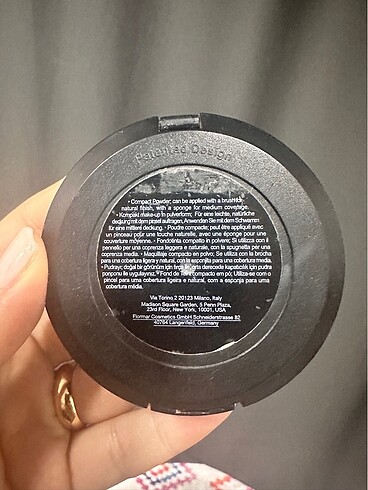 Patented Design
• Compact Powder; can be applied with a brush for
natural finish, with a sponge for medium coverage.
• Kompakt make-up in pulverform; Für eine leichte, natürliche
deckung mit dem pinsel auftragen, Anwenden Sie mit dem Schwamm
für eine mittlere deckung. • Poudre compacte; peut être appliqué avec
un pinceau pour une touche naturelle, avec une éponge pour une
couverture moyenne. • Fondotinta compatto in polvere; Si utilizza con il
pennello per una copertura leggera e naturale, con la spugnetta per una
coprenza media. • Maquillaje compacto en polvo; Se utiliza con la brocha
para una cobertura ligera y natural, con la esponja para una cobertura media.
• Pudrayı; doğal bir görünüm için fırça ile, orta derecede kapatıcılık için pudra
ponponu ile uygulayınız. Fond de Teint compacto em pó; Utiliza-se com o
pincel para uma cobertura ligeira e natural, com a esponja para uma
cobertura média.
Via Torino 2 20123 Milano, Italy
Madison Square Garden, 5 Penn Plaza,
23rd Floor, New York, 10001, USA
Flormar Cosmetics GmbH Schneiderstrasse 82
40764 Langenfeld, Germany